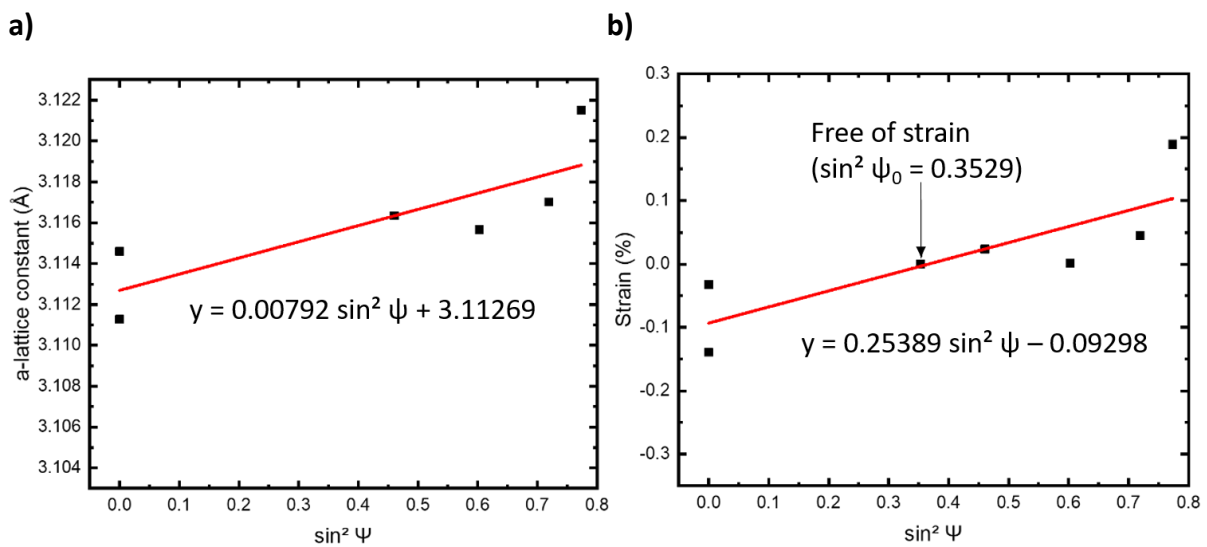 a)
3.122
3.120
3.118
3.116
3.114
3.112
3.110
3.108
3.106
3.104
a-lattice constant (Å)
y = 0.00792 sin² ψ + 3.11269
0.0 0.1 0.2 0.3 0.4 0.5 0.6 0.7 0.8
sin² Ψ
b)
0.3
0.2
0.1
0.0
-0.1
-0.2
-0.3
Strain (%)
Free of strain
(sin² ψ₀ = 0.3529)
y = 0.25389 sin² ψ – 0.09298
0.0 0.1 0.2 0.3 0.4 0.5 0.6 0.7 0.8
sin² Ψ